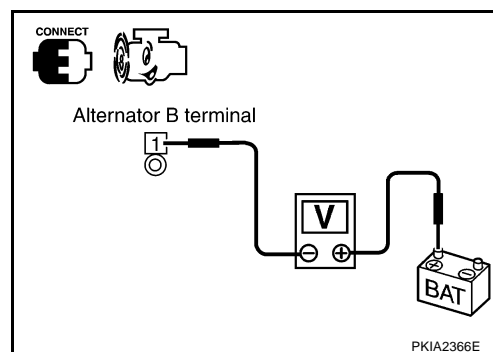 CONNECT
Alternator B terminal
1
V
− +
+ −
BAT
PKIA2366E